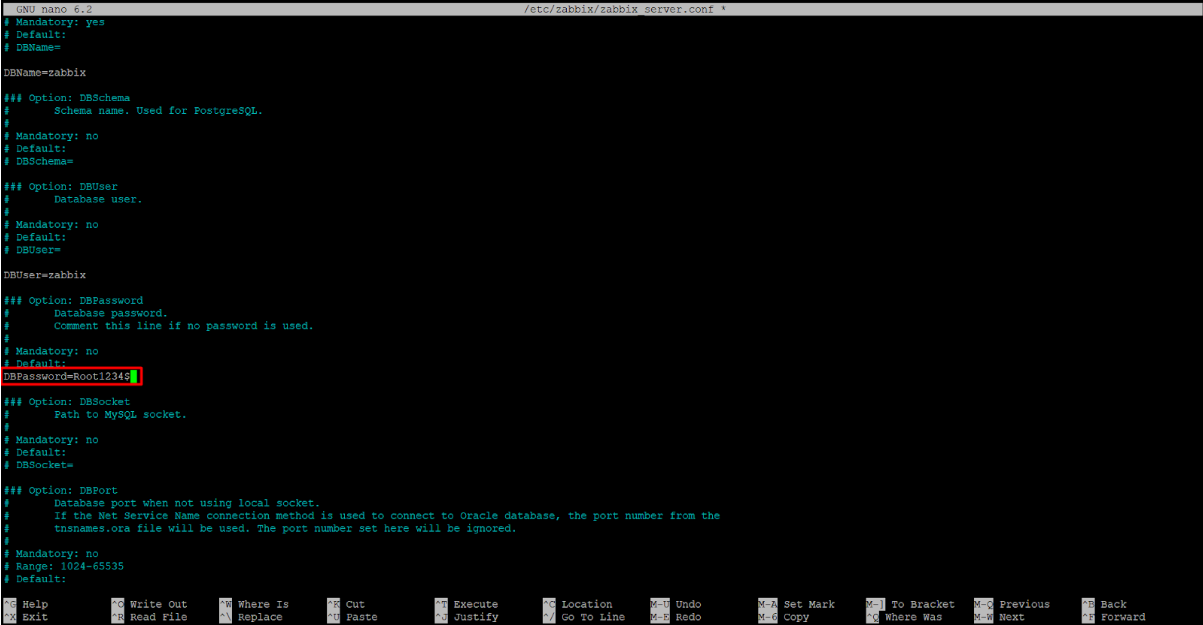 GNU nano 6.2 /etc/zabbix/zabbix_server.conf *
# Mandatory: yes
# Default:
# DBName=
DBName=zabbix
### Option: DBSchema
# Schema name. Used for PostgreSQL.
#
# Mandatory: no
# Default:
# DBSchema=
### Option: DBUser
# Database user.
#
# Mandatory: no
# Default:
# DBUser=
DBUser=zabbix
### Option: DBPassword
# Database password.
# Comment this line if no password is used.
#
# Mandatory: no
# Default:
DBPassword=Root1234$
### Option: DBSocket
# Path to MySQL socket.
#
# Mandatory: no
# Default:
# DBSocket=
### Option: DBPort
# Database port when not using local socket.
# If the Net Service Name connection method is used to connect to Oracle database, the port number from the
# tnsnames.ora file will be used. The port number set here will be ignored.
#
# Mandatory: no
# Range: 1024-65535
# Default:
^G Help ^O Write Out ^W Where Is ^K Cut ^T Execute ^C Location M-U Undo M-A Set Mark M-] To Bracket M-Q Previous ^B Back
^X Exit ^R Read File ^\ Replace ^U Paste ^J Justify ^/ Go To Line M-E Redo M-6 Copy ^Q Where Was M-W Next ^F Forward